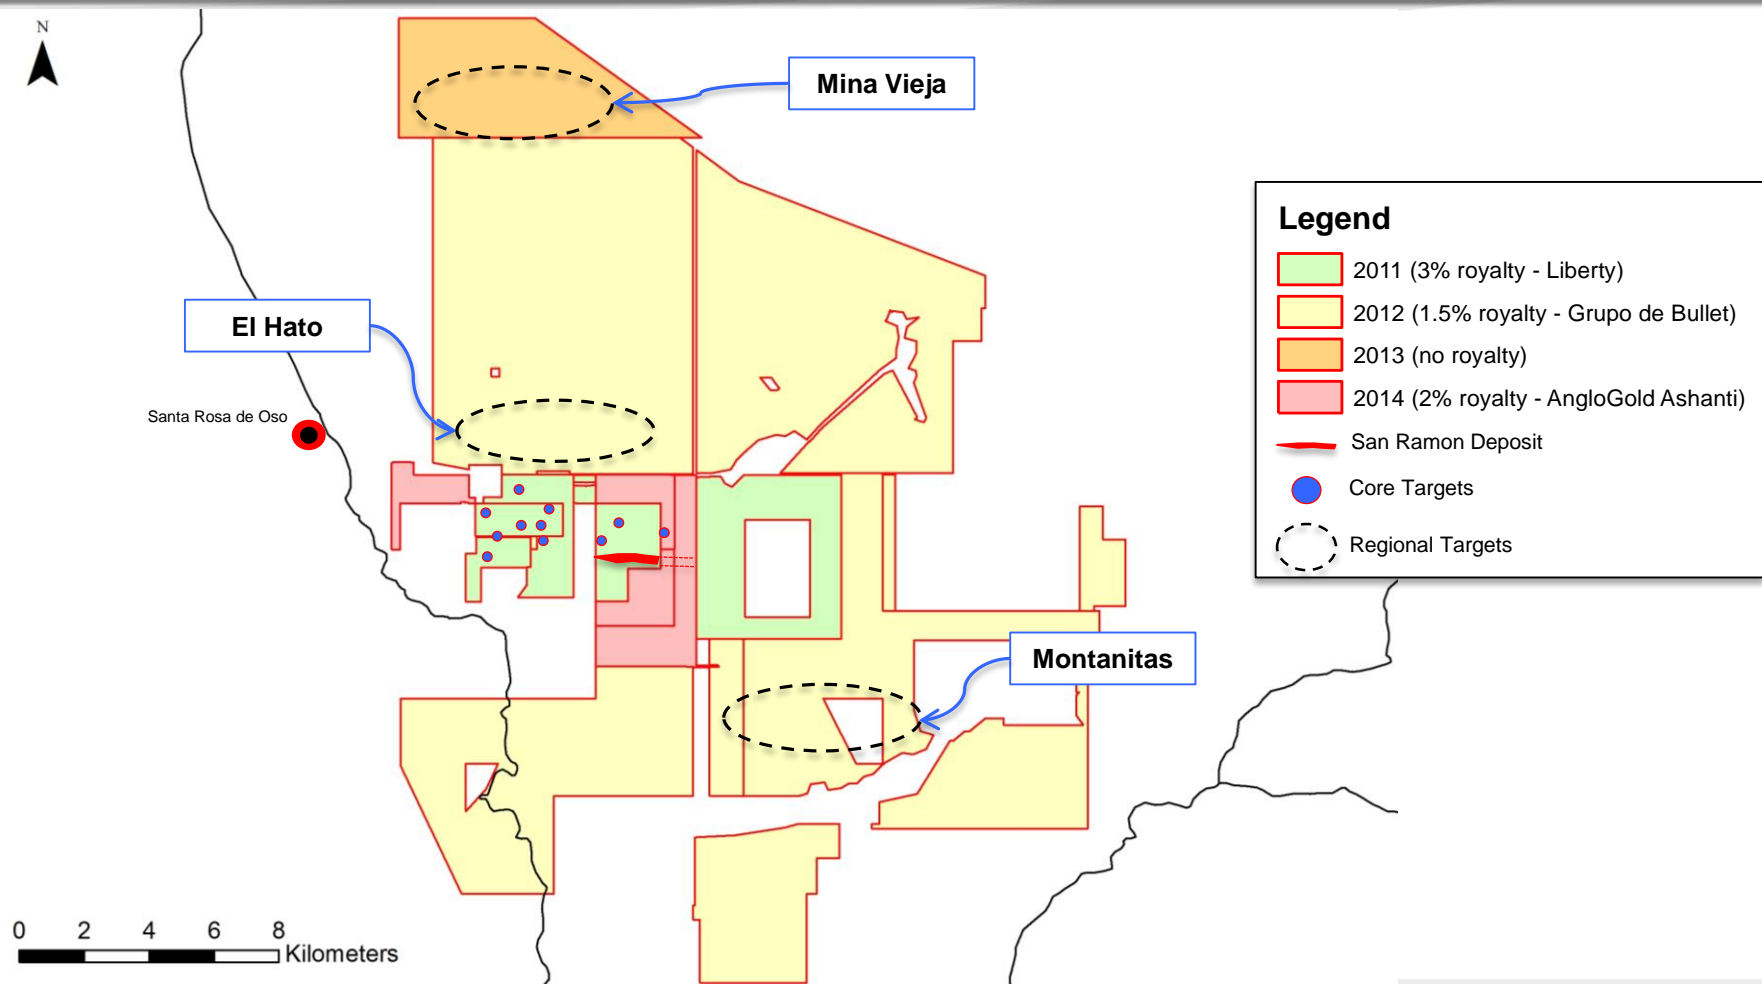 N
Mina Vieja
Legend
2011 (3% royalty - Liberty)
2012 (1.5% royalty - Grupo de Bullet)
2013 (no royalty)
2014 (2% royalty - AngloGold Ashanti)
San Ramon Deposit
Core Targets
Regional Targets
El Hato
Santa Rosa de Oso
Montanitas
0 2 4 6 8
Kilometers